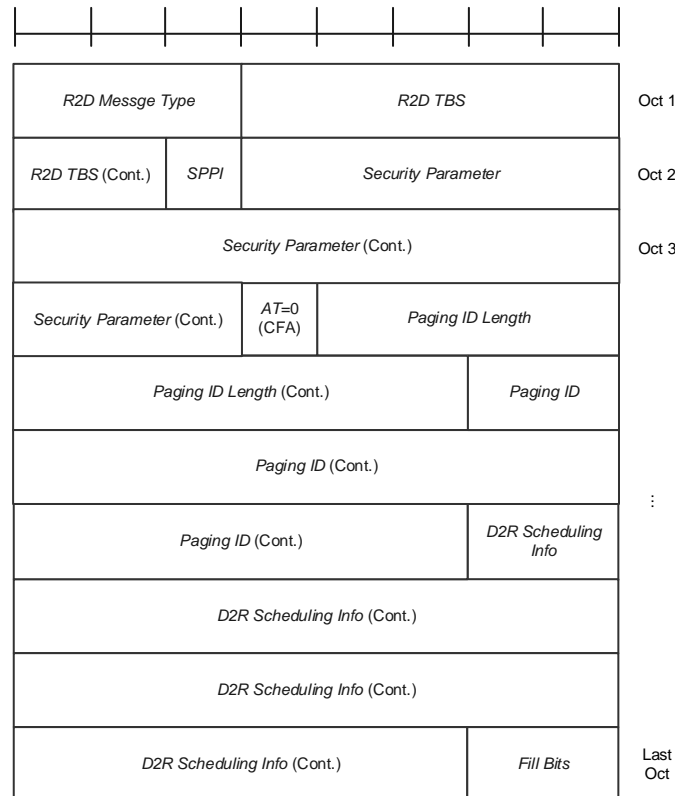 R2D Messge Type
R2D TBS
Oct 1
R2D TBS (Cont.)
SPPI
Security Parameter
Oct 2
Security Parameter (Cont.)
Oct 3
Security Parameter (Cont.)
AT=0
(CFA)
Paging ID Length
Paging ID Length (Cont.)
Paging ID
Paging ID (Cont.)
...
Paging ID (Cont.)
D2R Scheduling
Info
D2R Scheduling Info (Cont.)
D2R Scheduling Info (Cont.)
D2R Scheduling Info (Cont.)
Fill Bits
Last
Oct